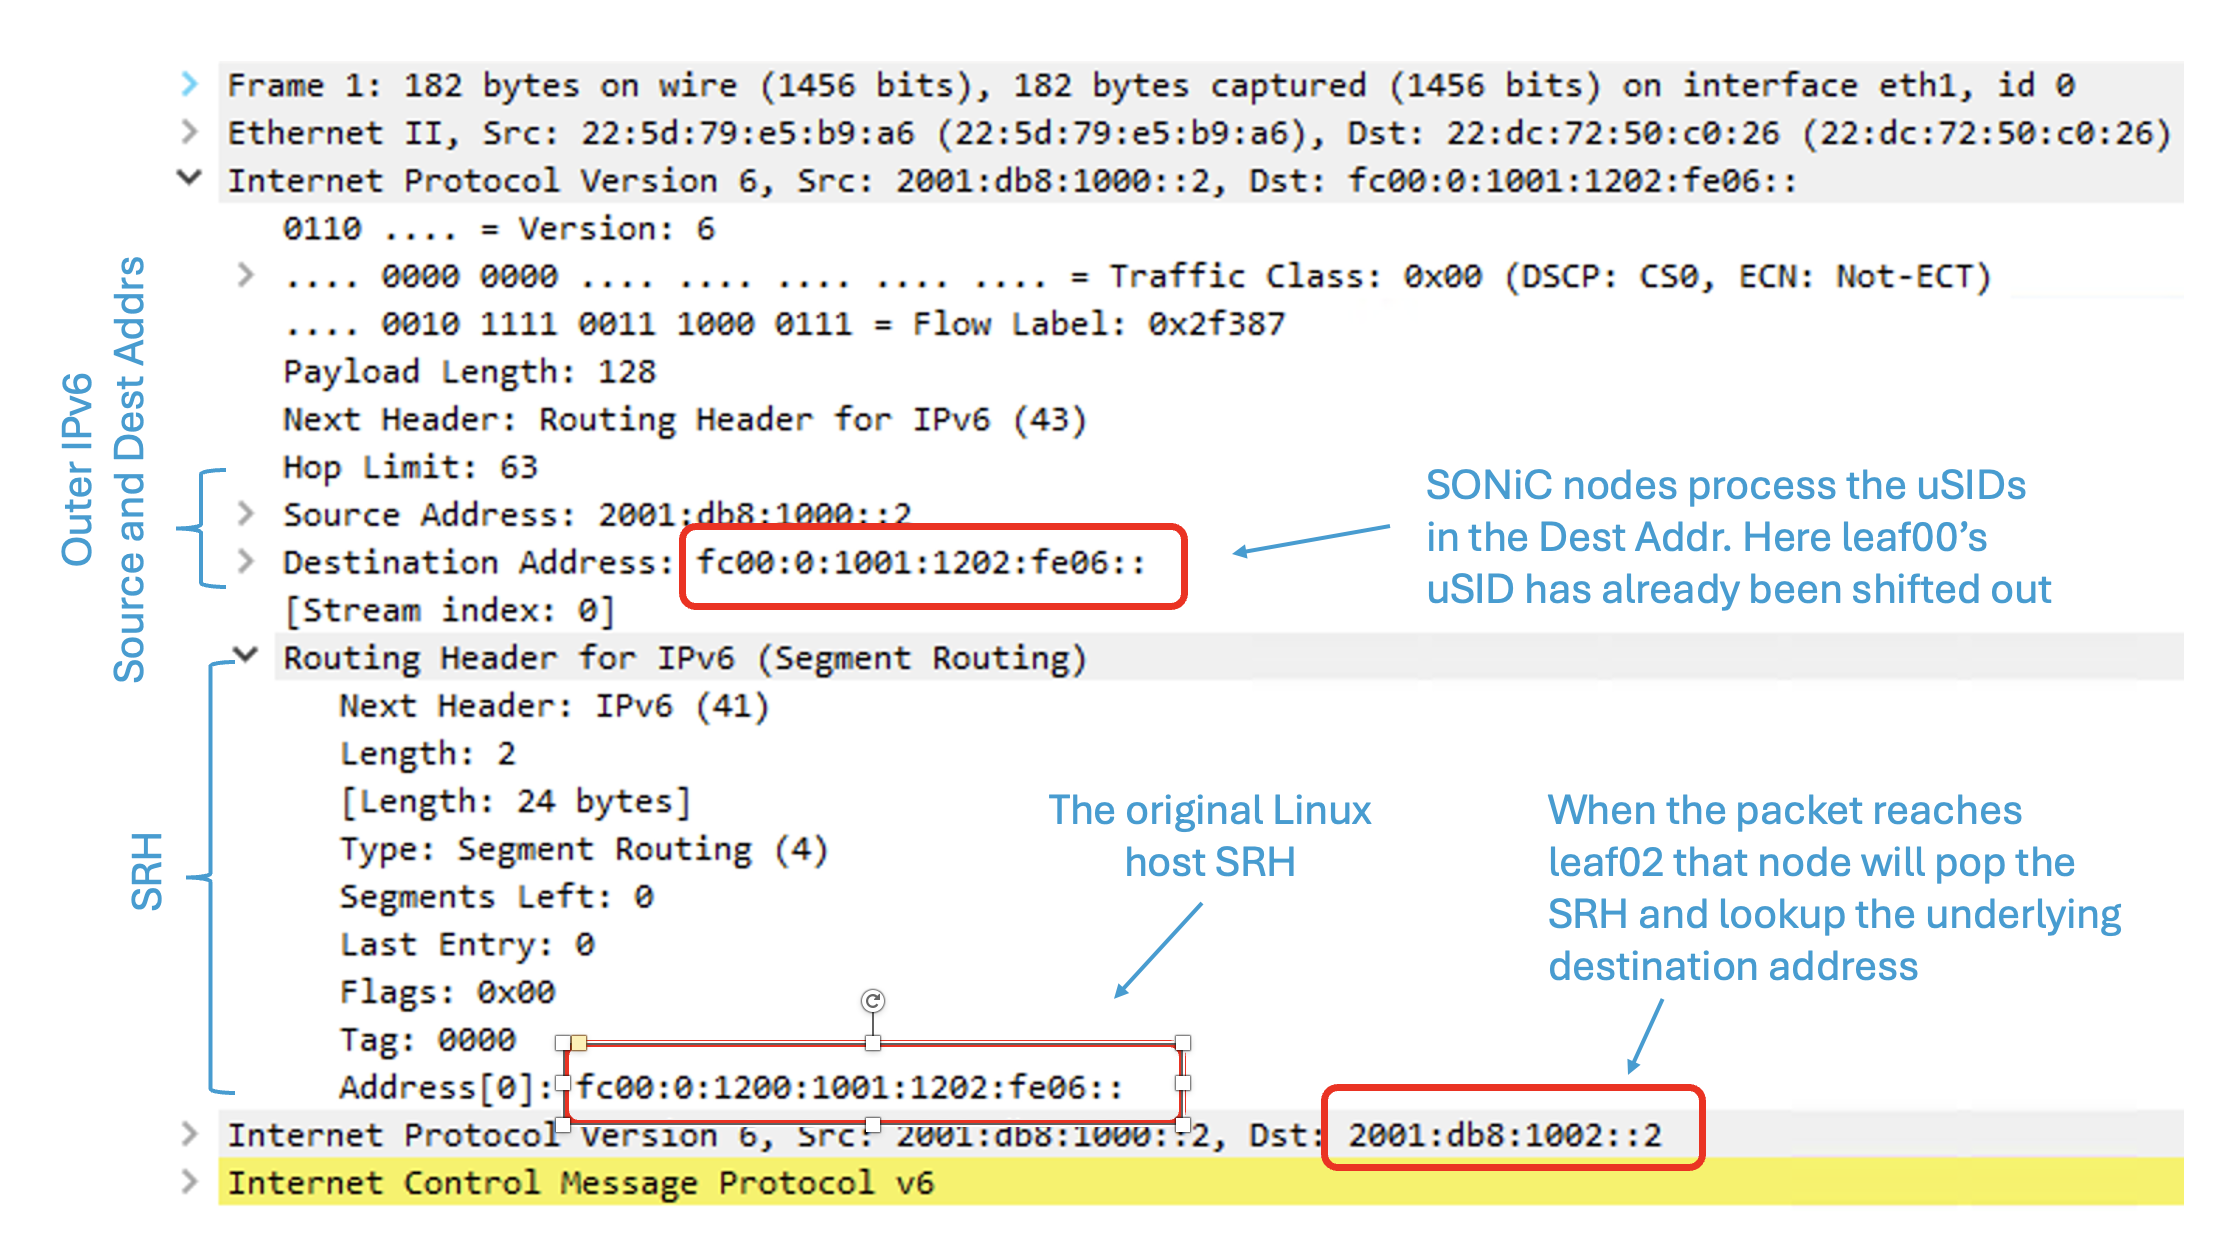 Frame 1: 182 bytes on wire (1456 bits), 182 bytes captured (1456 bits) on interface eth1, id 0
Ethernet II, Src: 22:5d:79:e5:b9:a6 (22:5d:79:e5:b9:a6), Dst: 22:dc:72:50:c0:26 (22:dc:72:50:c0:26)
Internet Protocol Version 6, Src: 2001:db8:1000::2, Dst: fc00:0:1001:1202:fe06::
0110 .... = Version: 6
.... 0000 0000 .... .... .... .... .... = Traffic Class: 0x00 (DSCP: CS0, ECN: Not-ECT)
.... 0010 1111 0011 1000 0111 = Flow Label: 0x2f387
Payload Length: 128
Next Header: Routing Header for IPv6 (43)
Hop Limit: 63
Source Address: 2001:db8:1000::2
Destination Address: fc00:0:1001:1202:fe06::
[Stream index: 0]
Outer IPv6
Source and Dest Addrs
SONiC nodes process the uSIDs
in the Dest Addr. Here leaf00’s
uSID has already been shifted out
Routing Header for IPv6 (Segment Routing)
Next Header: IPv6 (41)
Length: 2
[Length: 24 bytes]
Type: Segment Routing (4)
Segments Left: 0
Last Entry: 0
Flags: 0x00
Tag: 0000
Address[0]: fc00:0:1200:1001:1202:fe06::
SRH
The original Linux
host SRH
When the packet reaches
leaf02 that node will pop the
SRH and lookup the underlying
destination address
Internet Protocol Version 6, Src: 2001:db8:1000::2, Dst: 2001:db8:1002::2
Internet Control Message Protocol v6